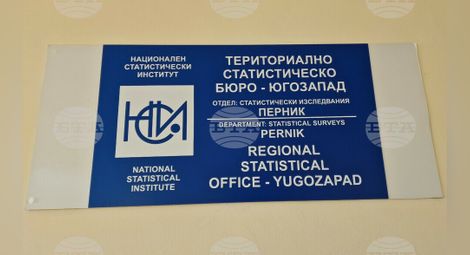 НАЦИОНАЛЕН
СТАТИСТИЧЕСКИ
ИНСТИТУТ
НСИ
NATIONAL
STATISTICAL
INSTITUTE
ТЕРИТОРИАЛНО
СТАТИСТИЧЕСКО
БЮРО - ЮГОЗАПАД
ОТДЕЛ: СТАТИСТИЧЕСКИ ИЗСЛЕДВАНИЯ
ПЕРНИК
DEPARTMENT: STATISTICAL SURVEYS
PERNIK
REGIONAL
STATISTICAL
OFFICE - YUGOZAPAD